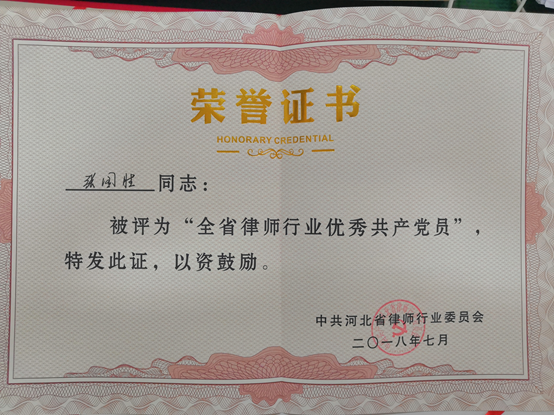 荣誉证书
HONORARY CREDENTIAL
张国胜 同志：
被评为“全省律师行业优秀共产党员”，
特发此证，以资鼓励。
中共河北省律师行业委员会
二〇一八年七月